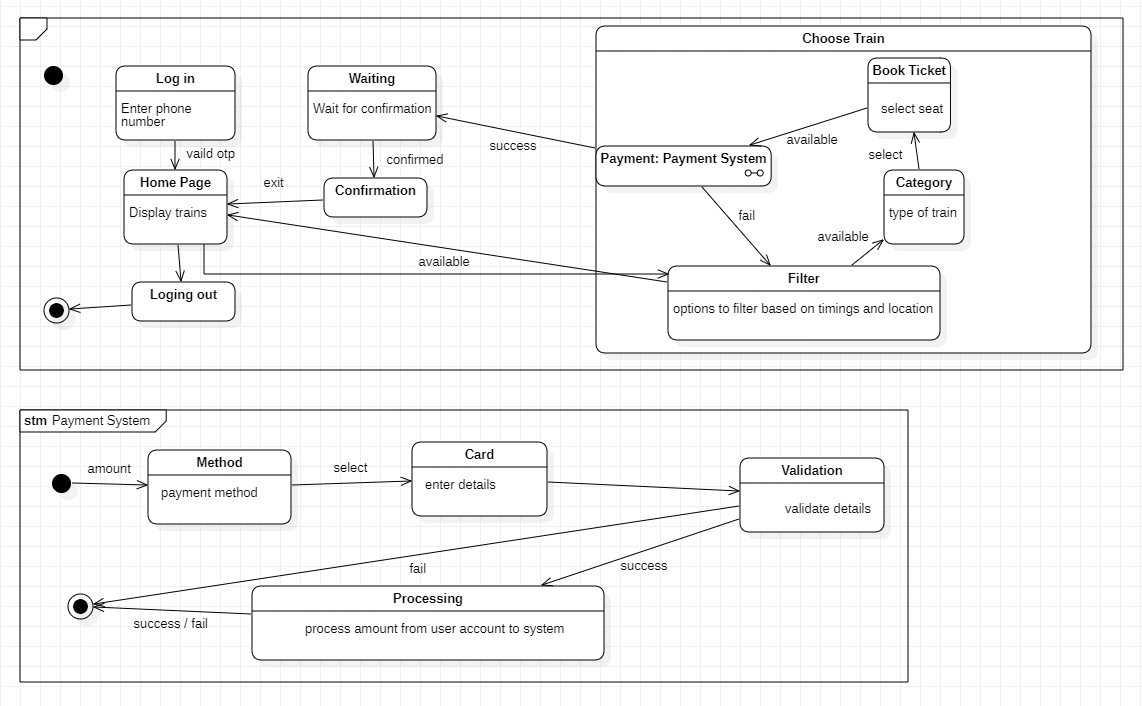 Choose Train
Log in
Enter phone
number
Waiting
Wait for confirmation
Book Ticket
select seat
vaild otp
confirmed
success
available
Payment: Payment System
select
Home Page
Display trains
exit
Confirmation
Category
type of train
fail
available
available
Loging out
Filter
options to filter based on timings and location
stm Payment System
amount
Method
payment method
select
Card
enter details
Validation
validate details
fail
success
Processing
process amount from user account to system
success / fail